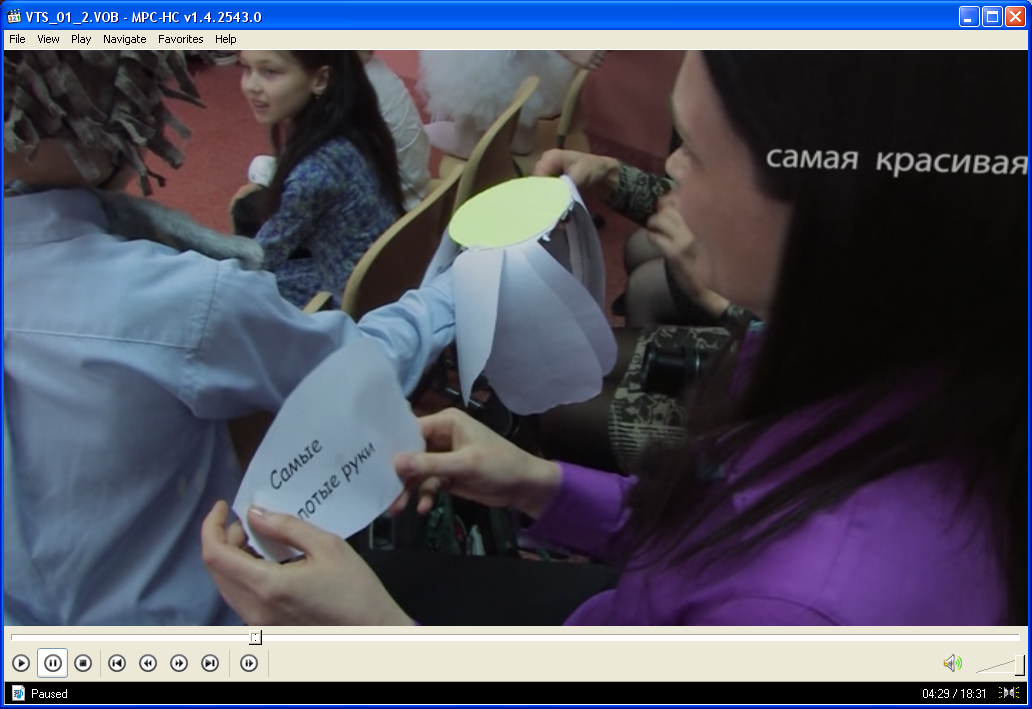 VTS_01_2.VOB - MPC-HC v1.4.2543.0
File View Play Navigate Favorites Help
самая красивая
Самые
потые руки
Paused
04:29 / 18:31